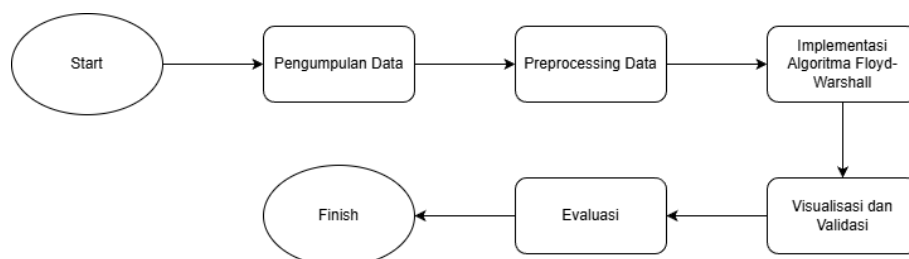 Start
Pengumpulan Data
Preprocessing Data
Implementasi
Algoritma Floyd-
Warshall
Visualisasi dan
Validasi
Evaluasi
Finish